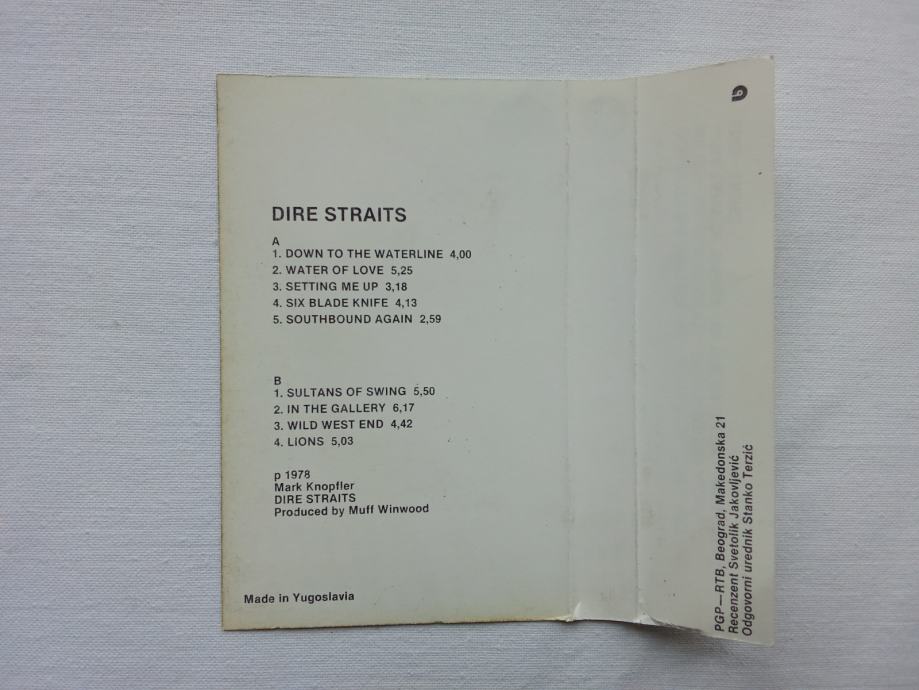 DIRE STRAITS
A
1. DOWN TO THE WATERLINE 4,00
2. WATER OF LOVE 5,25
3. SETTING ME UP 3,18
4. SIX BLADE KNIFE 4,13
5. SOUTHBOUND AGAIN 2,59
B
1. SULTANS OF SWING 5,50
2. IN THE GALLERY 6,17
3. WILD WEST END 4,42
4. LIONS 5,03
p 1978
Mark Knopfler
DIRE STRAITS
Produced by Muff Winwood
Made in Yugoslavia
PGP—RTB, Beograd, Makedonska 21
Recenzent Svetolik Jakovljević
Odgovorni urednik Stanko Terzić